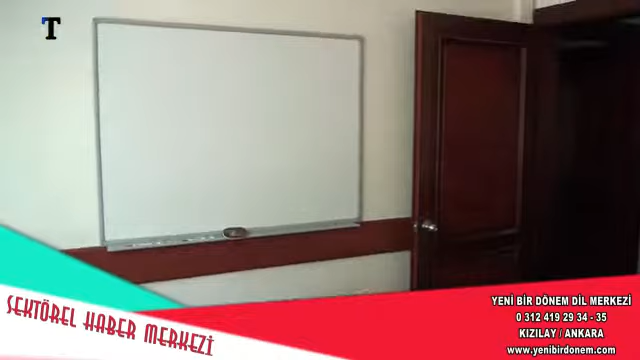 T
SEKTÖREL HABER MERKEZİ
YENİ BİR DÖNEM DİL MERKEZİ
0 312 419 29 34 - 35
KIZILAY / ANKARA
www.yenibirdonem.com